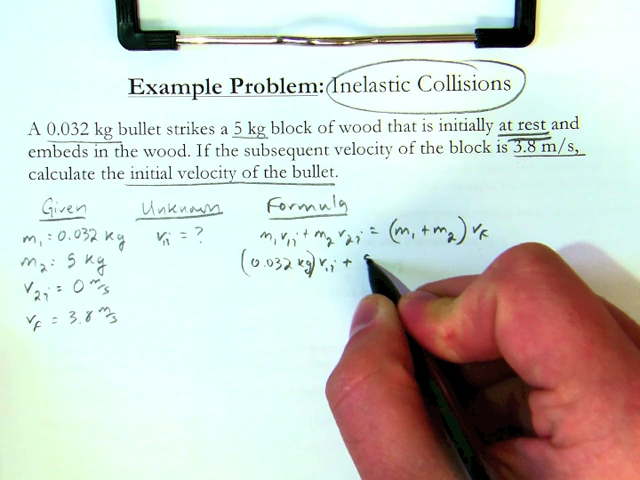 Example Problem: Inelastic Collisions
A 0.032 kg bullet strikes a 5 kg block of wood that is initially at rest and
embeds in the wood. If the subsequent velocity of the block is 3.8 m/s,
calculate the initial velocity of the bullet.
Given Unknown Formula
m₁ = 0.032 kg v₁ᵢ = ? m₁v₁ᵢ + m₂v₂ᵢ = (m₁ + m₂) v_f
m₂ = 5 kg (0.032 kg) v₁ᵢ +
v₂ᵢ = 0 m/s
v_f = 3.8 m/s